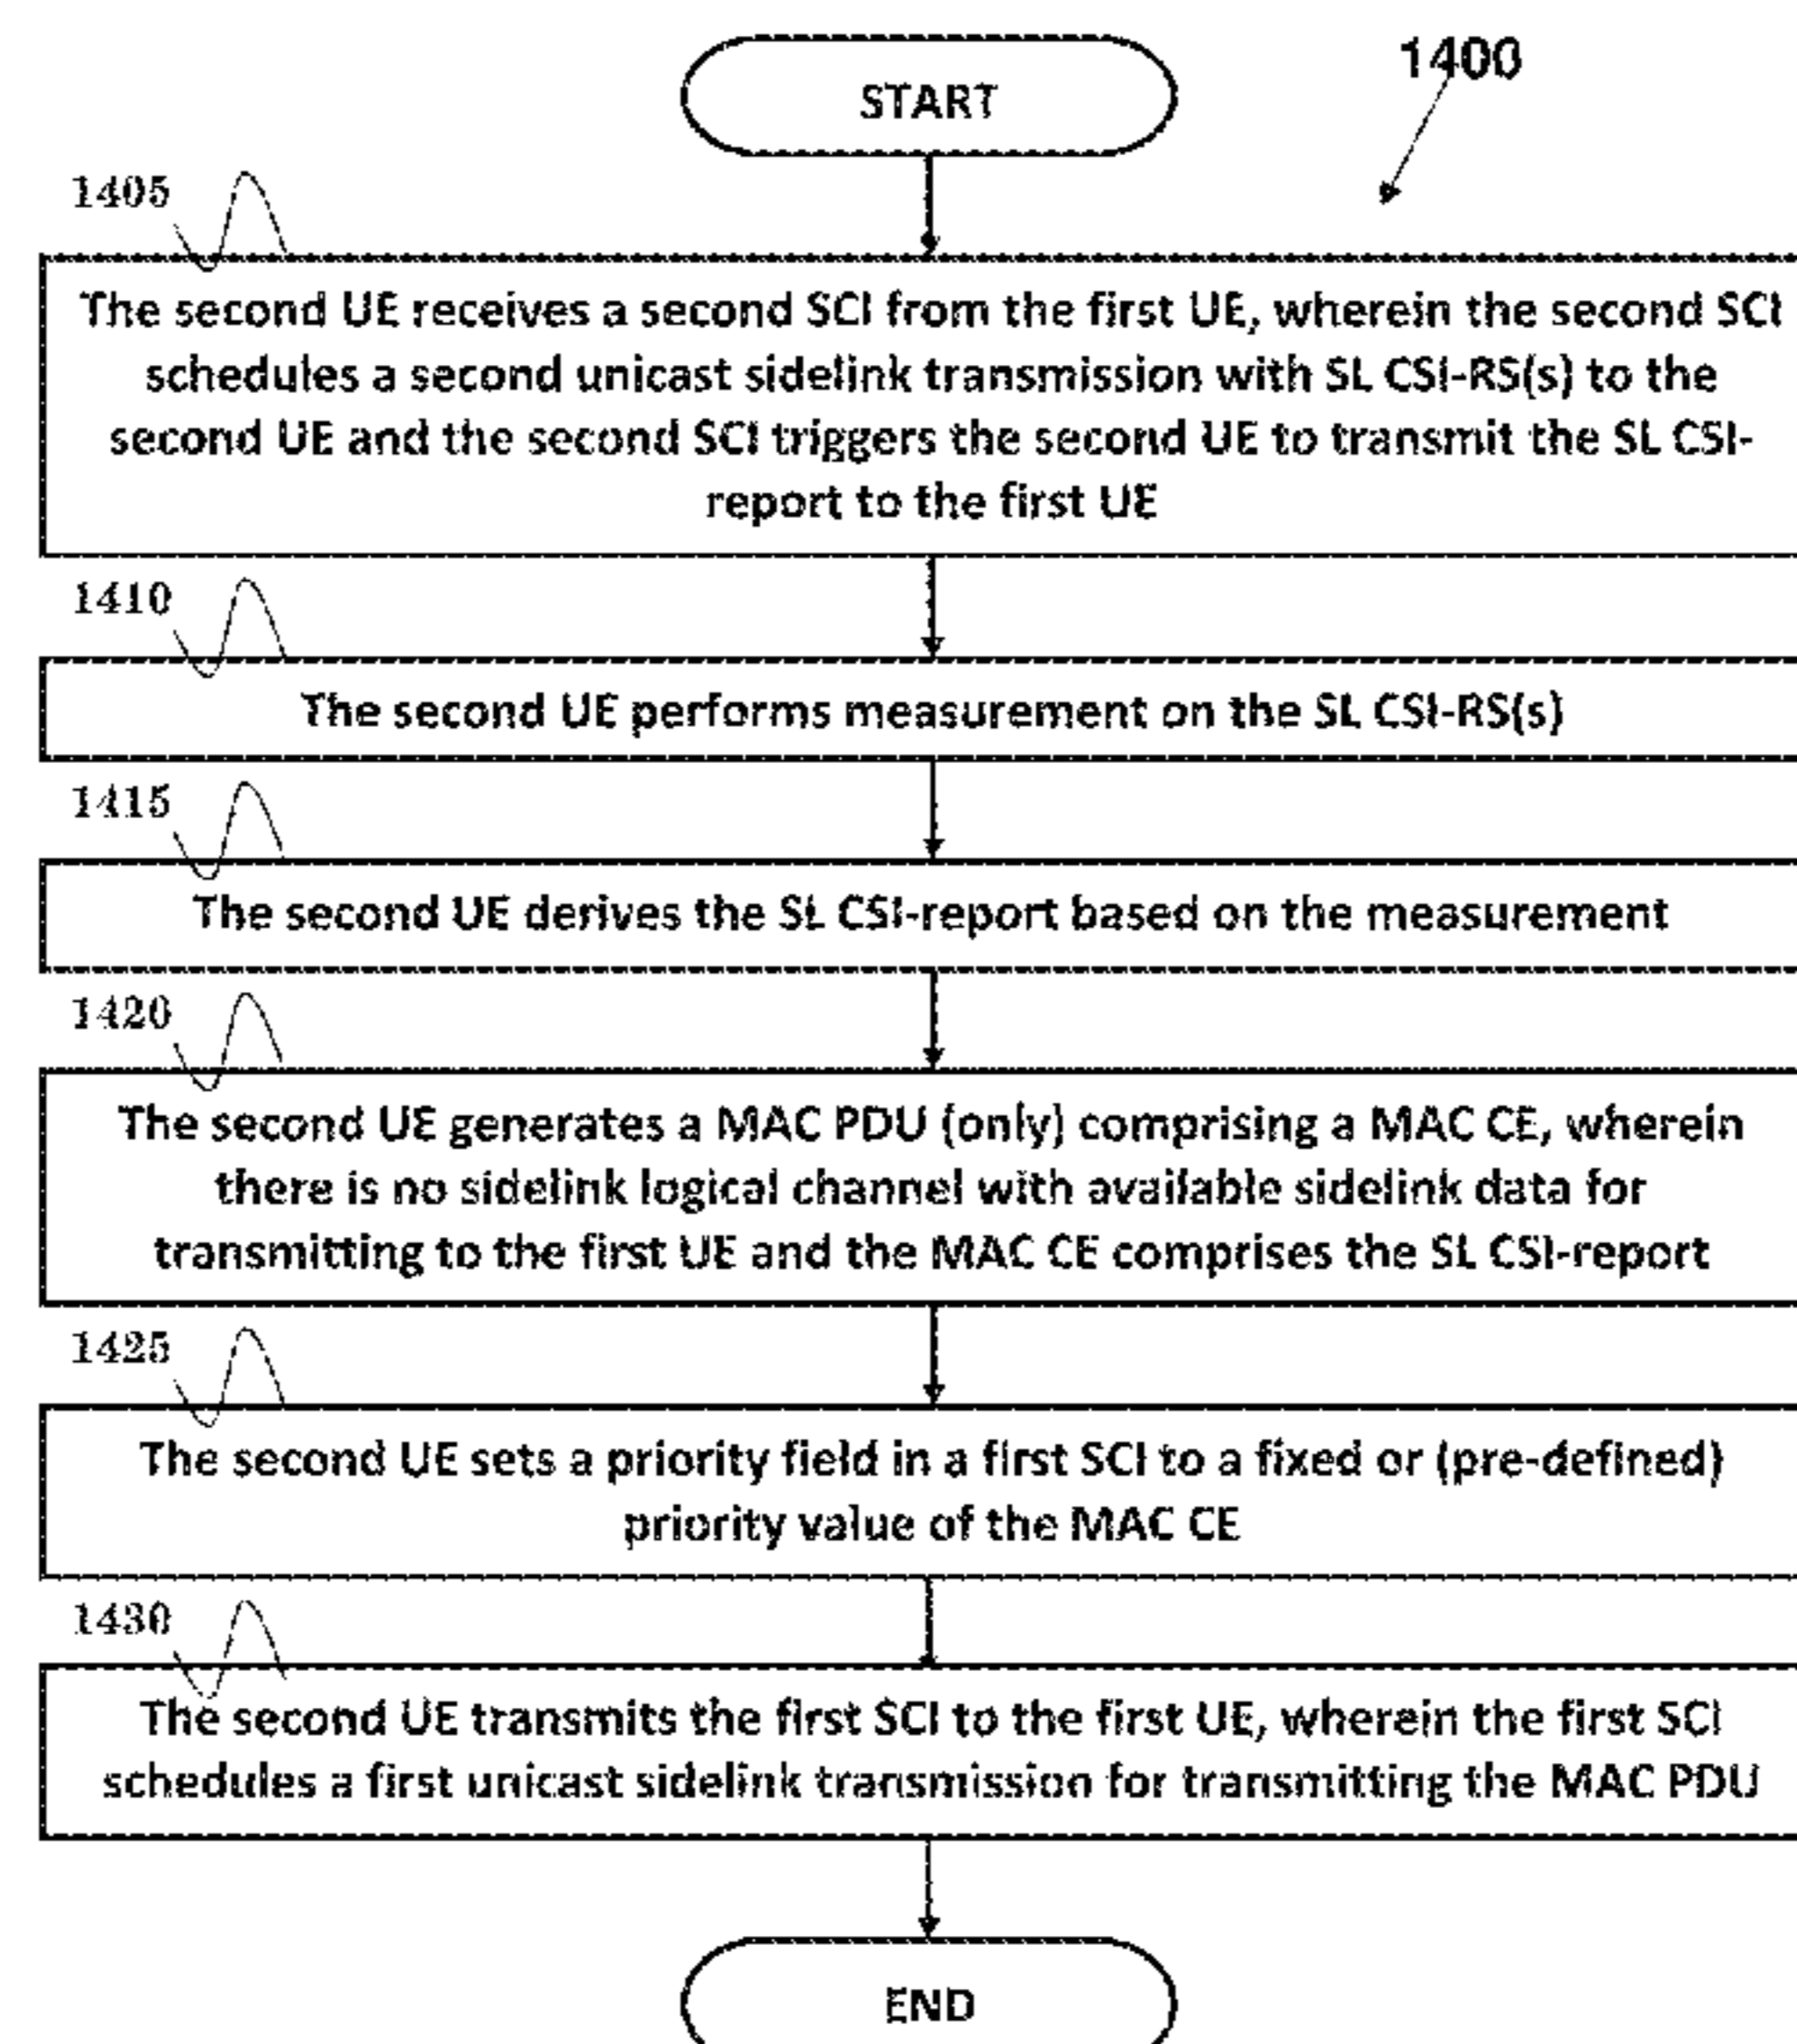 START
1400
1405
The second UE receives a second SCI from the first UE, wherein the second SCI
schedules a second unicast sidelink transmission with SL CSI-RS(s) to the
second UE and the second SCI triggers the second UE to transmit the SL CSI-
report to the first UE
1410
The second UE performs measurement on the SL CSI-RS(s)
1415
The second UE derives the SL CSI-report based on the measurement
1420
The second UE generates a MAC PDU (only) comprising a MAC CE, wherein
there is no sidelink logical channel with available sidelink data for
transmitting to the first UE and the MAC CE comprises the SL CSI-report
1425
The second UE sets a priority field in a first SCI to a fixed or (pre-defined)
priority value of the MAC CE
1430
The second UE transmits the first SCI to the first UE, wherein the first SCI
schedules a first unicast sidelink transmission for transmitting the MAC PDU
END